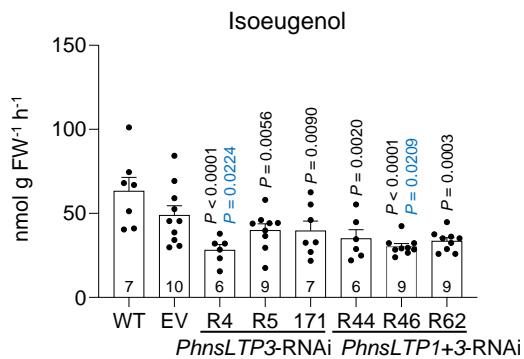 Isoeugenol
nmol g FW⁻¹ h⁻¹
150
100
50
0
P < 0.0001
P = 0.0224
P = 0.0056
P = 0.0090
P = 0.0020
P < 0.0001
P = 0.0209
P = 0.0003
7 10 6 9 7 6 9 9
WT EV R4 R5 171 R44 R46 R62
PhnsLTP3-RNAi PhnsLTP1+3-RNAi